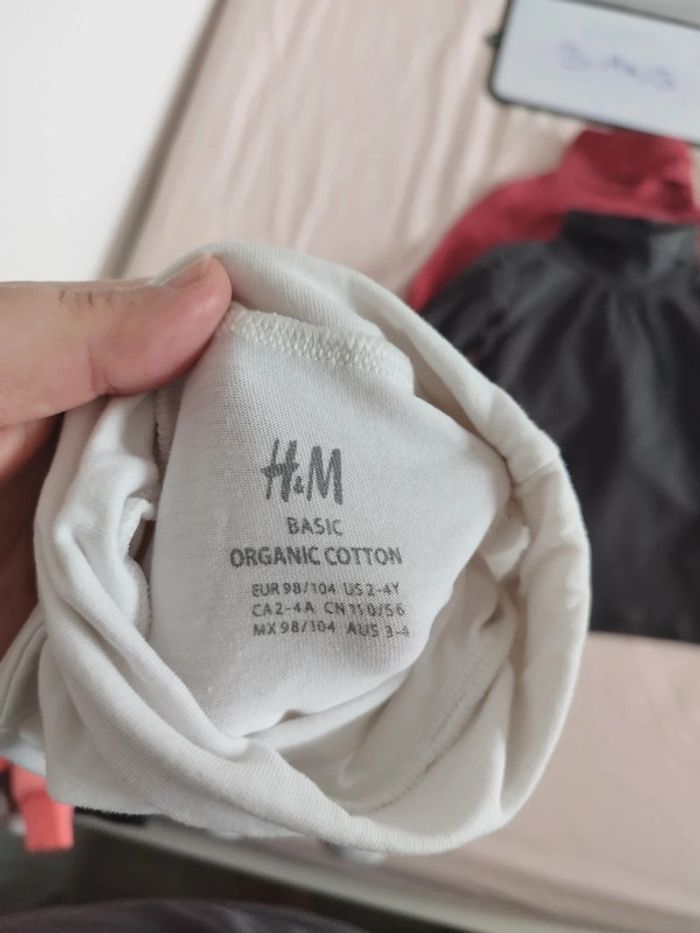 H&M
BASIC
ORGANIC COTTON
EUR 98/104 US 2-4Y
CA 2-4A CN 110/56
MX 98/104 AUS 3-4